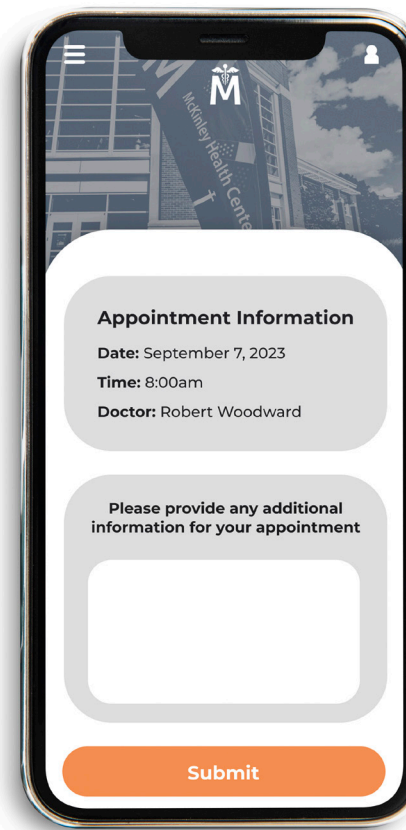 M
McKinley Health Cente
Appointment Information
Date: September 7, 2023
Time: 8:00am
Doctor: Robert Woodward
Please provide any additional
information for your appointment
Submit